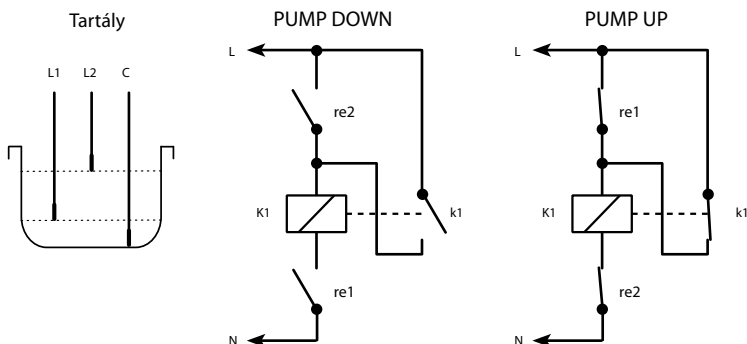 Tartály
L1
L2
C
PUMP DOWN
L
re2
K1
k1
re1
N
PUMP UP
L
re1
K1
k1
re2
N